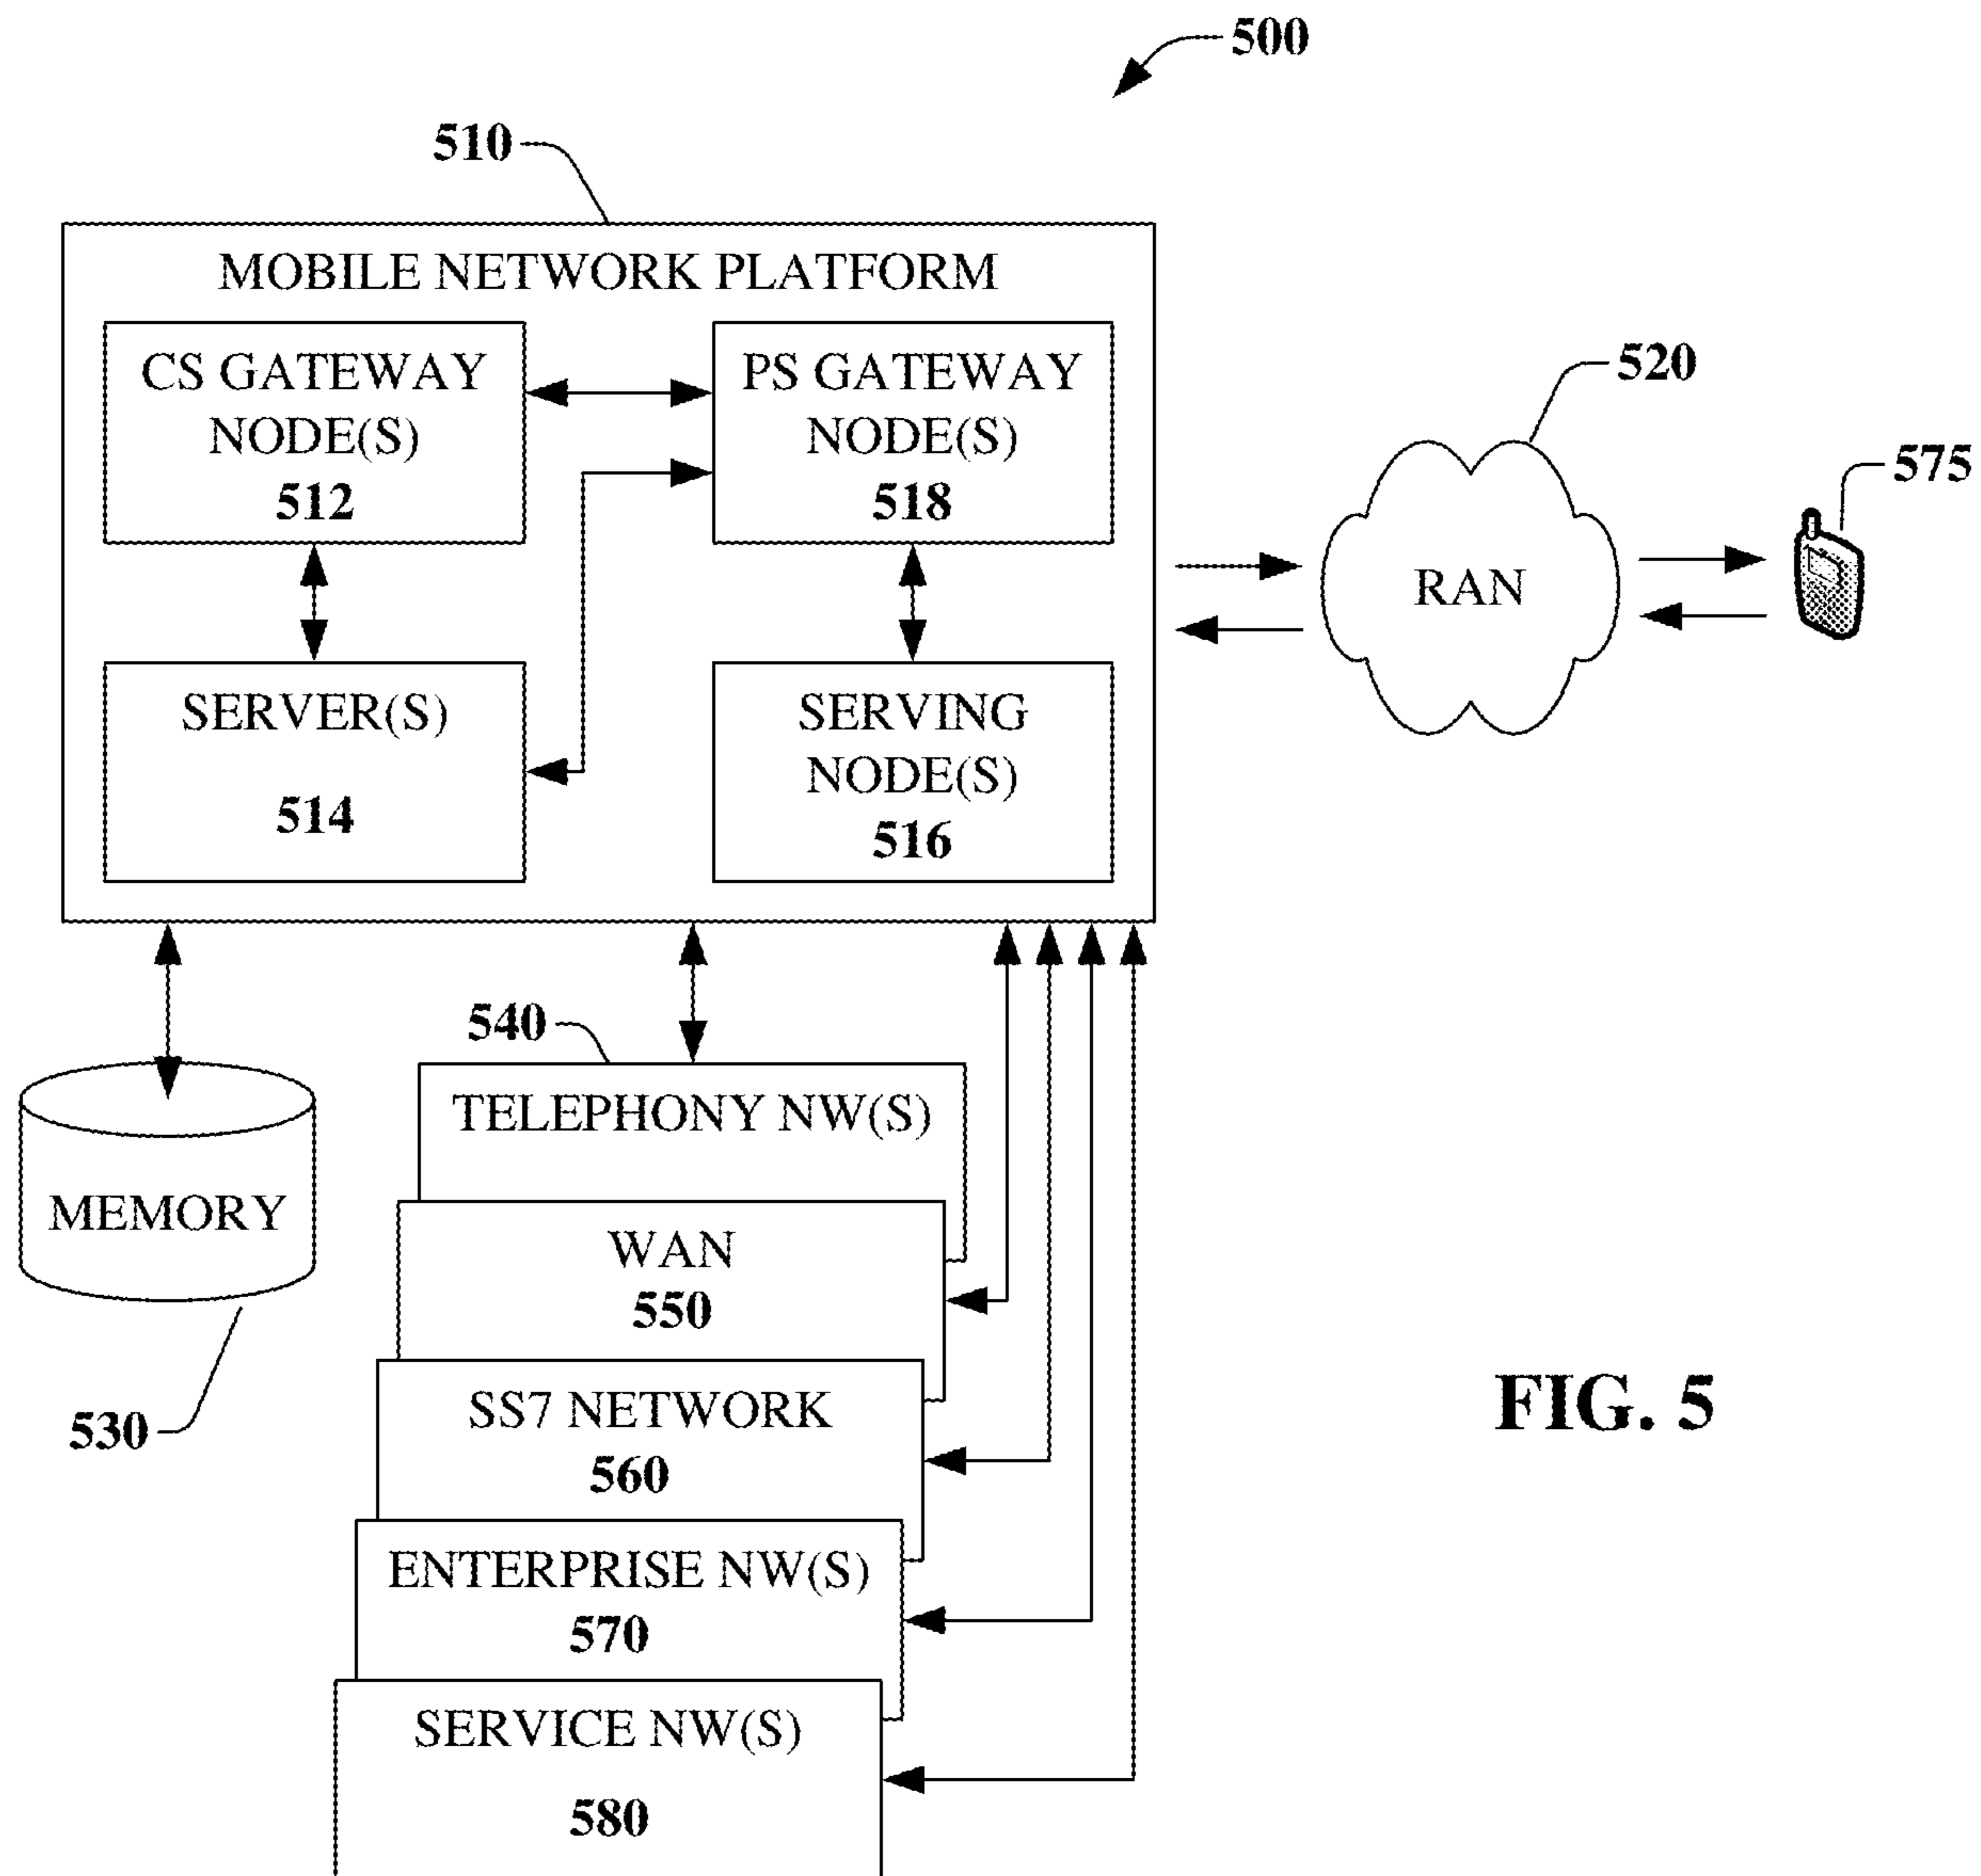 500
510
MOBILE NETWORK PLATFORM
CS GATEWAY
NODE(S)
512
PS GATEWAY
NODE(S)
518
SERVER(S)
514
SERVING
NODE(S)
516
520
RAN
575
540
TELEPHONY NW(S)
MEMORY
530
WAN
550
SS7 NETWORK
560
ENTERPRISE NW(S)
570
SERVICE NW(S)
580
FIG. 5